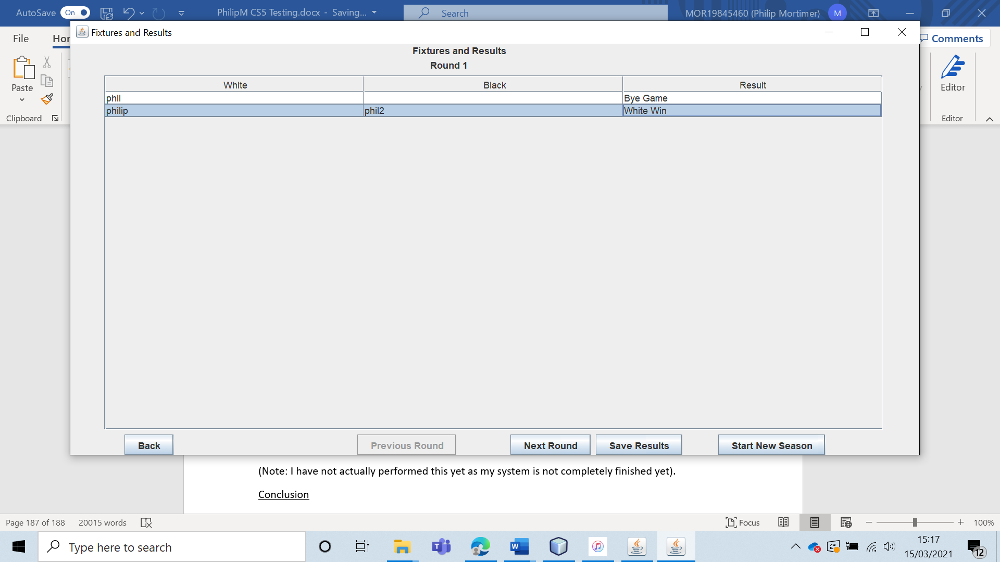 AutoSave On PhilipM CS5 Testing.docx - Saving... Search MOR19845460 (Philip Mortimer) M
Fixtures and Results
File Hor Comments
Fixtures and Results
Round 1
Paste
Clipboard
Editor
Editor
White Black Result
phil Bye Game
philip phil2 White Win
Back Previous Round Next Round Save Results Start New Season
(Note: I have not actually performed this yet as my system is not completely finished yet).
Conclusion
Page 187 of 188 20015 words Focus 100%
Type here to search
15:17
15/03/2021
12